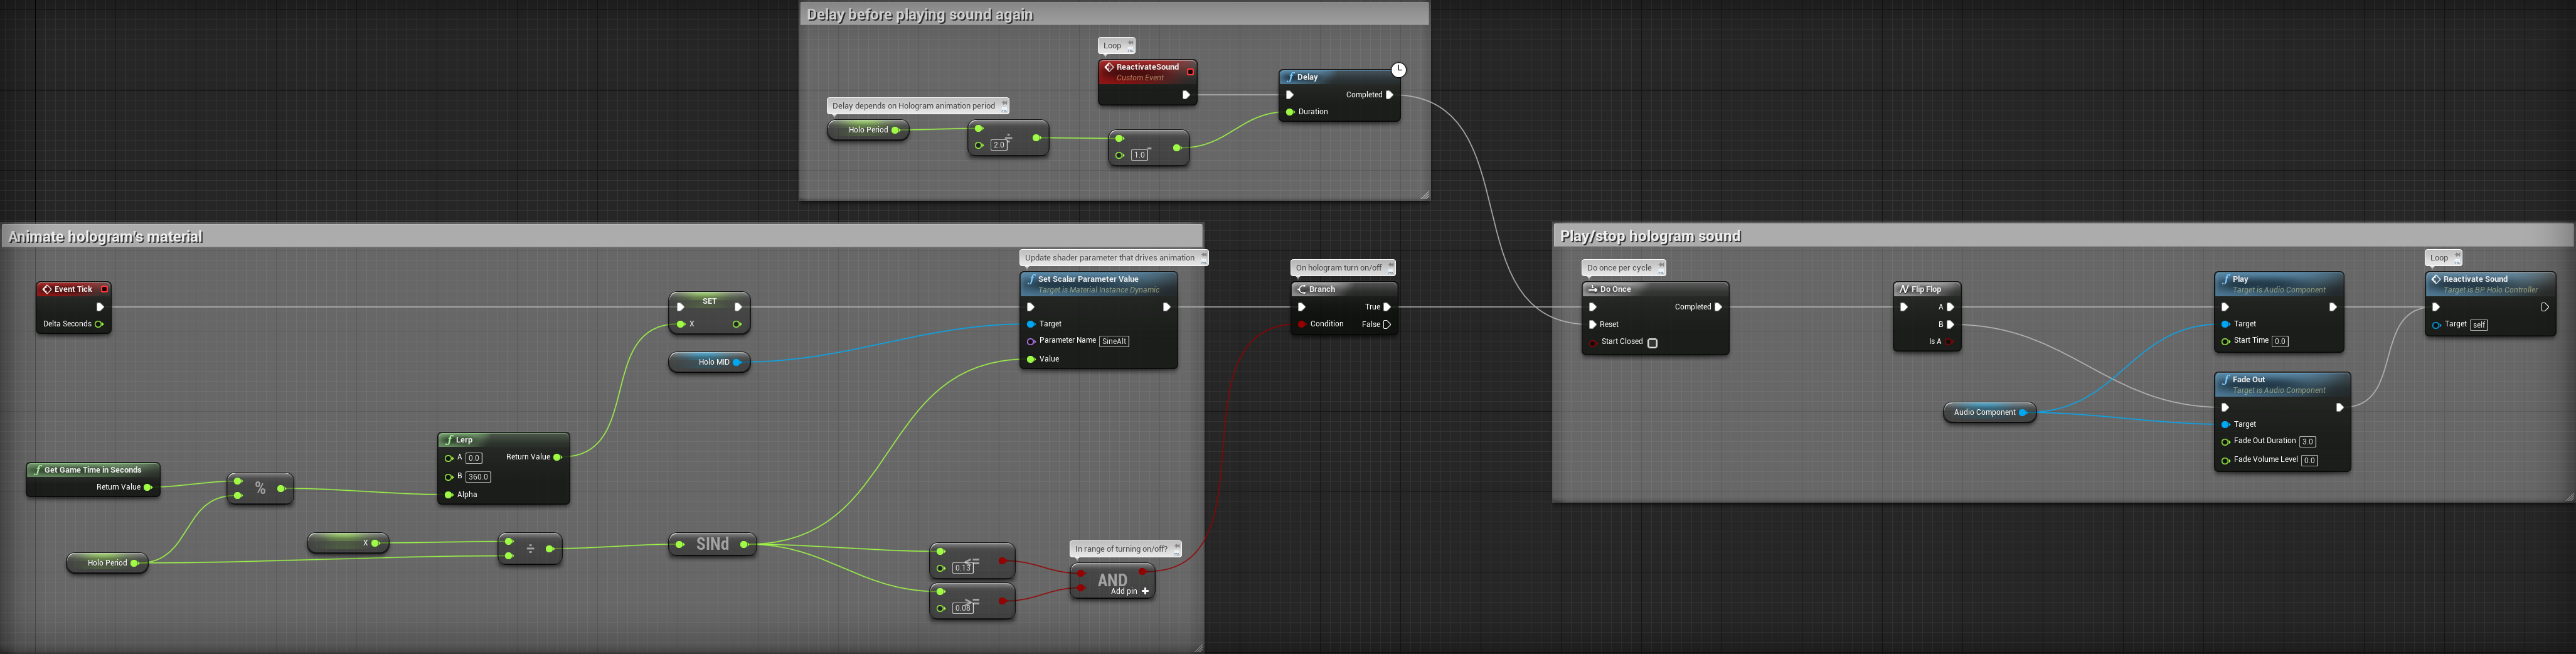 Delay before playing sound again
Loop
ReactivateSound
Custom Event
Delay
Completed
Duration
Delay depends on Hologram animation period
Holo Period
÷
2.0
-
1.0
Animate hologram's material
Event Tick
Delta Seconds
SET
X
Holo MID
Update shader parameter that drives animation
Set Scalar Parameter Value
Target is Material Instance Dynamic
Target
Parameter Name SineAlt
Value
Lerp
A 0.0 Return Value
B 360.0
Alpha
Get Game Time in Seconds
Return Value
%
Holo Period
X
÷
SINd
<=
0.13
>=
0.08
In range of turning on/off?
AND
Add pin +
On hologram turn on/off
Branch
True
Condition False
Play/stop hologram sound
Do once per cycle
Do Once
Completed
Reset
Start Closed
Flip Flop
A
B
Is A
Audio Component
Play
Target is Audio Component
Target
Start Time 0.0
Fade Out
Target is Audio Component
Target
Fade Out Duration 3.0
Fade Volume Level 0.0
Loop
Reactivate Sound
Target is BP Holo Controller
Target self